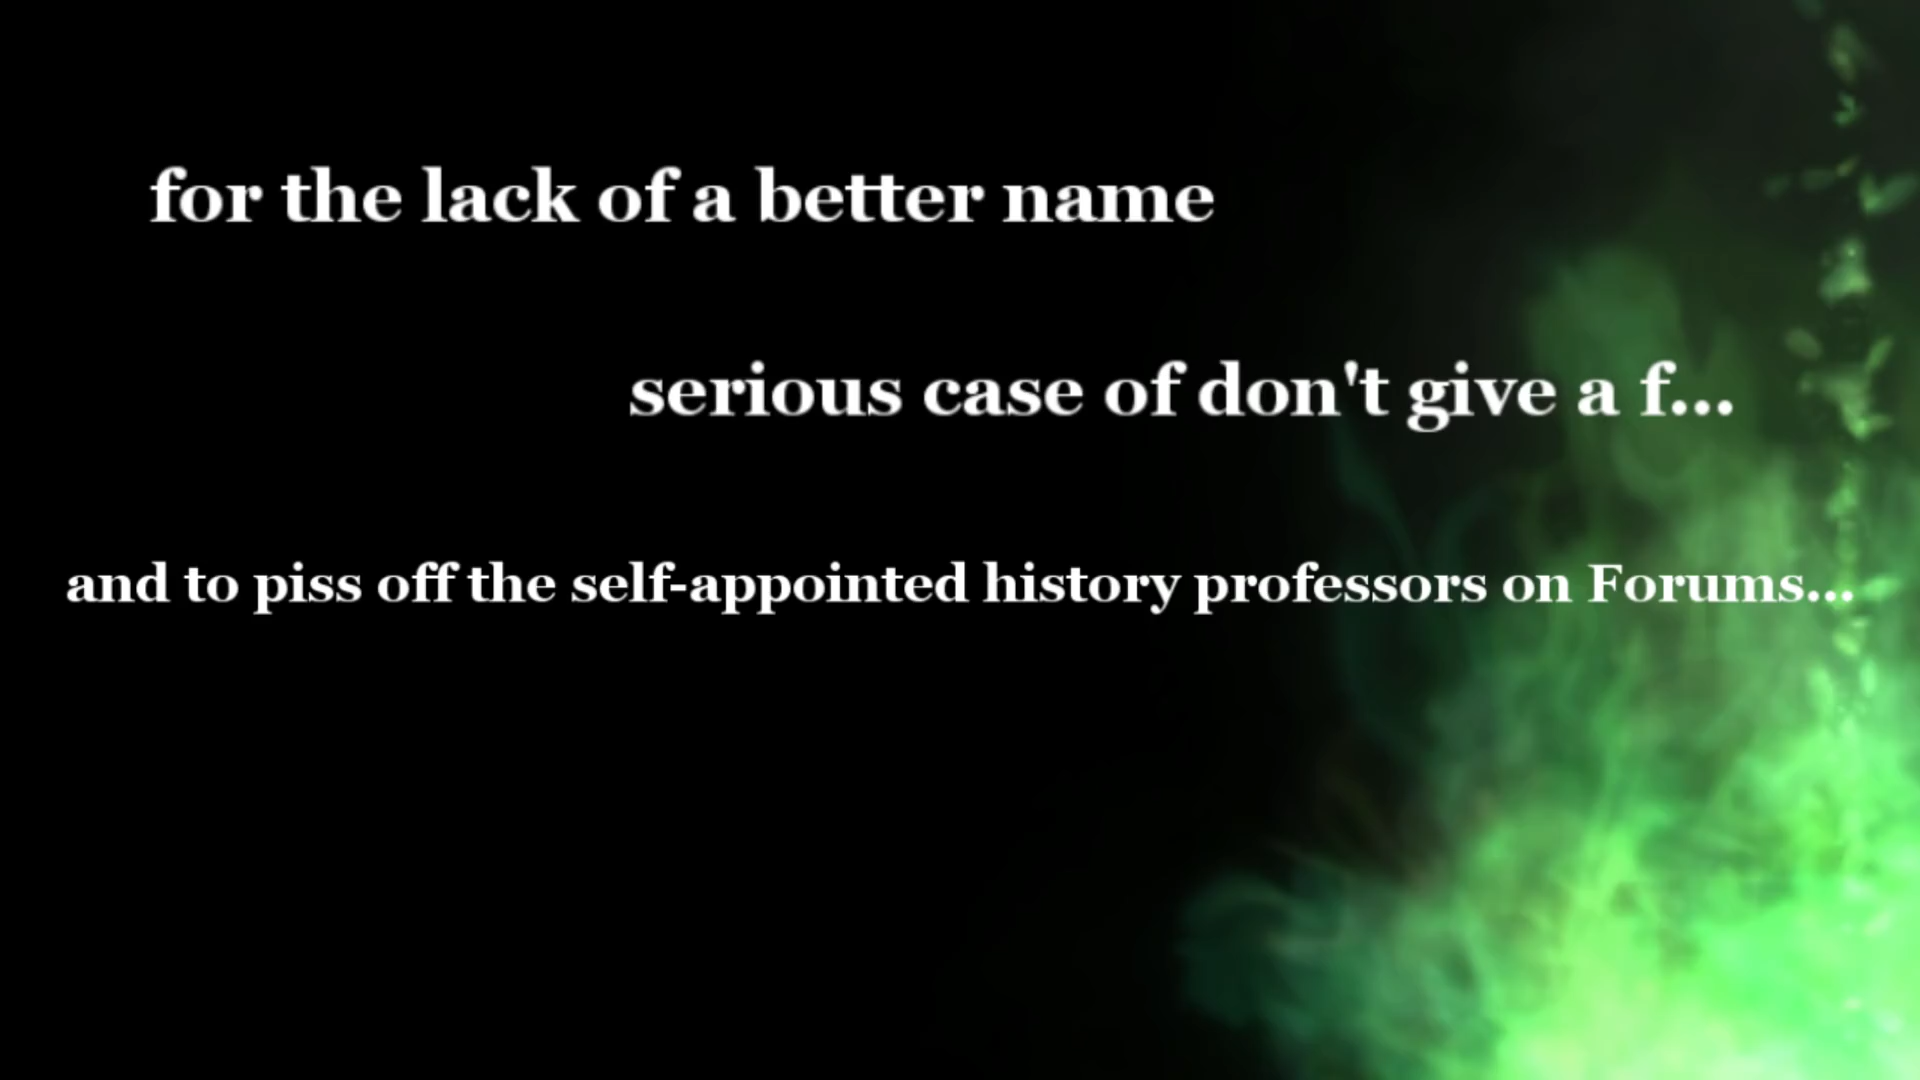 for the lack of a better name
serious case of don't give a f...
and to piss off the self-appointed history professors on Forums...